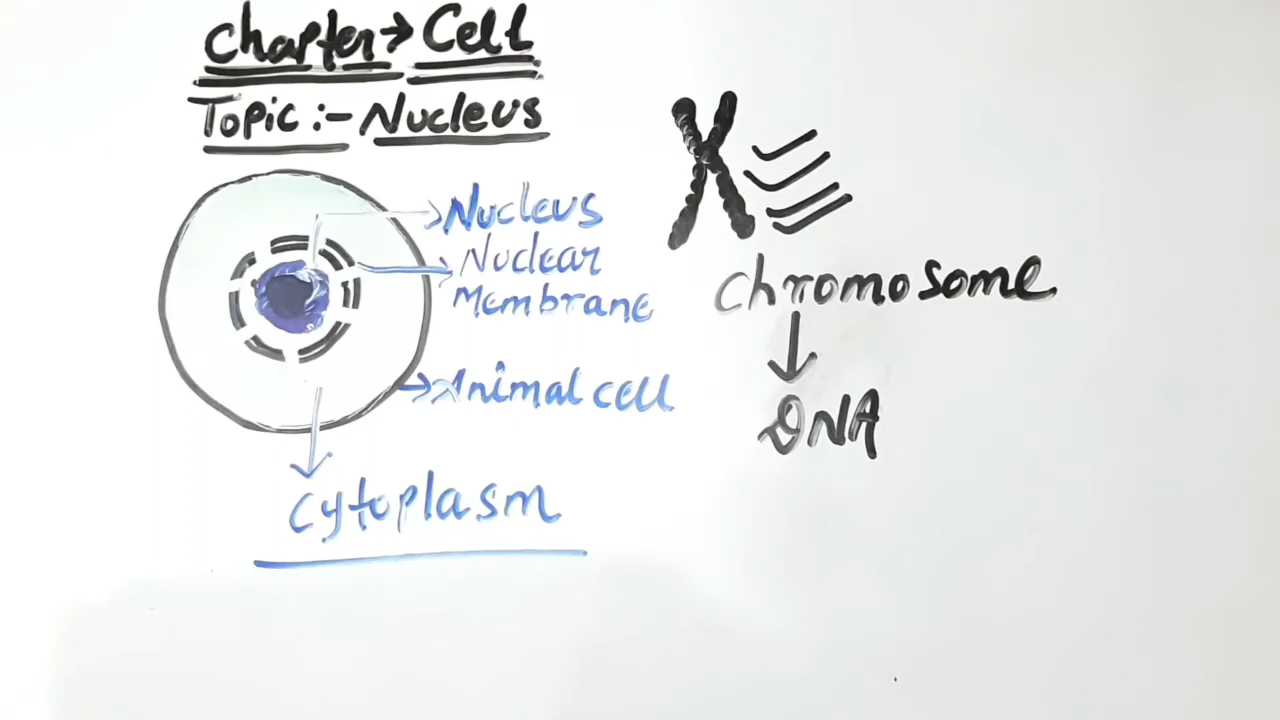 Chapter → Cell
Topic :- Nucleus
Nucleus
Nuclear
Membrane
Animal cell
Cytoplasm
Chromosome
↓
DNA